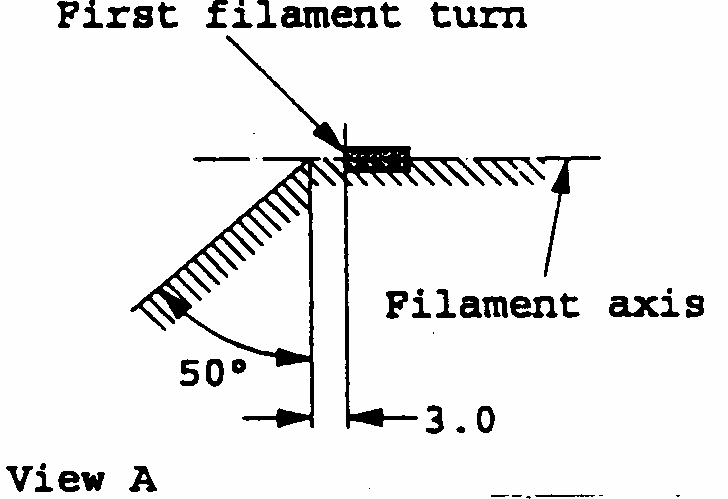 First filament turn
Filament axis
50°
3.0
View A